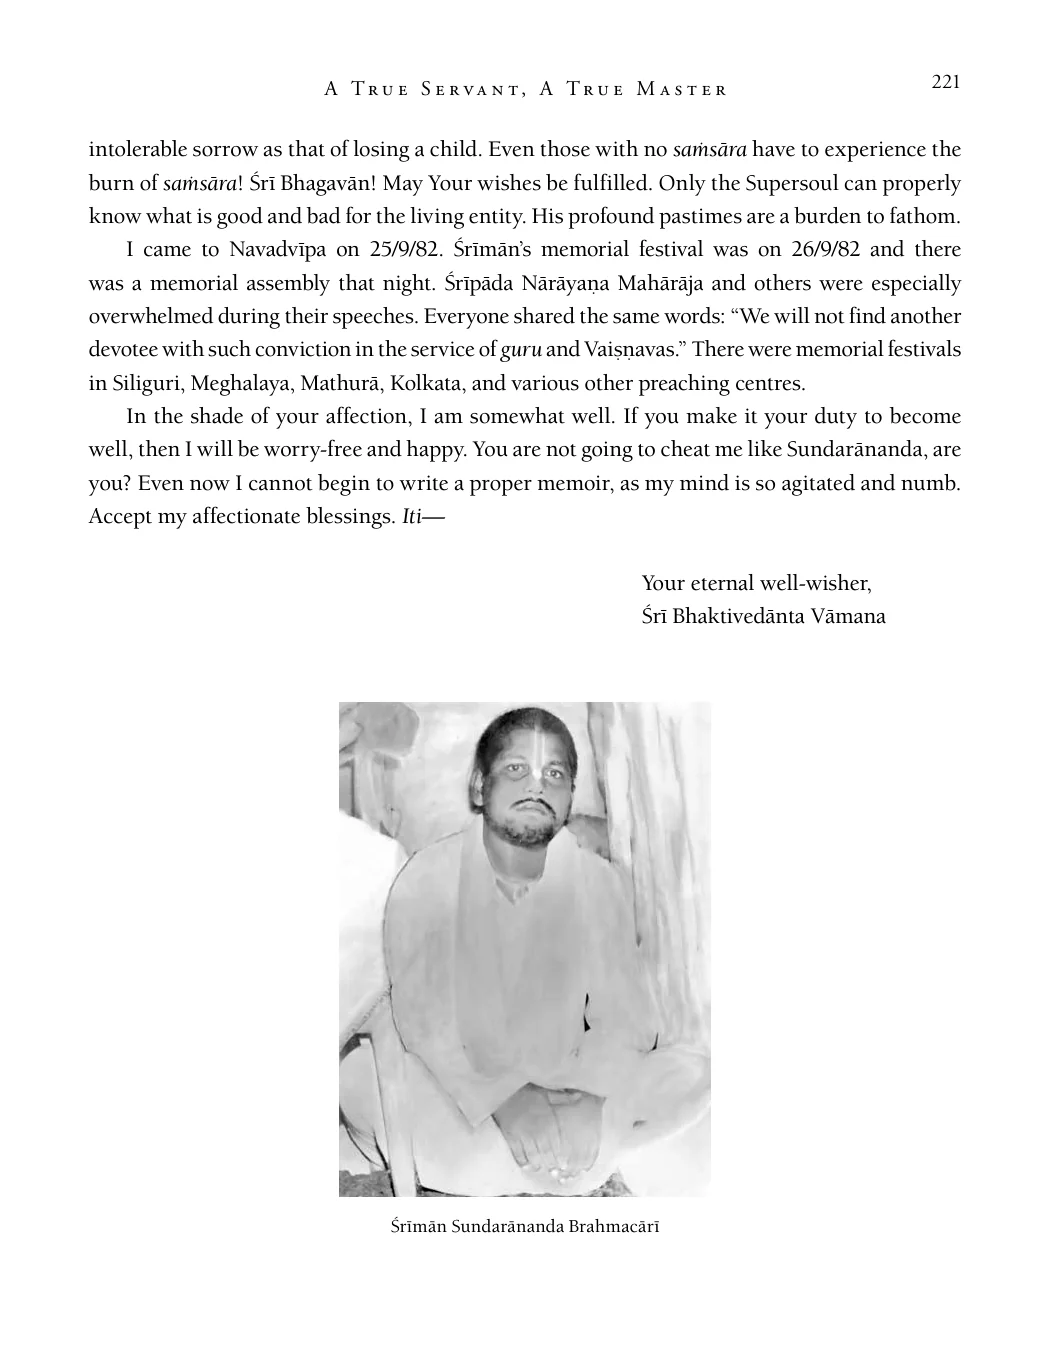 A True Servant, A True Master
221
intolerable sorrow as that of losing a child. Even those with no saṁsāra have to experience the
burn of saṁsāra! Śrī Bhagavān! May Your wishes be fulfilled. Only the Supersoul can properly
know what is good and bad for the living entity. His profound pastimes are a burden to fathom.
I came to Navadvīpa on 25/9/82. Śrīmān’s memorial festival was on 26/9/82 and there
was a memorial assembly that night. Śrīpāda Nārāyaṇa Mahārāja and others were especially
overwhelmed during their speeches. Everyone shared the same words: “We will not find another
devotee with such conviction in the service of guru and Vaiṣṇavas.” There were memorial festivals
in Siliguri, Meghalaya, Mathurā, Kolkata, and various other preaching centres.
In the shade of your affection, I am somewhat well. If you make it your duty to become
well, then I will be worry-free and happy. You are not going to cheat me like Sundarānanda, are
you? Even now I cannot begin to write a proper memoir, as my mind is so agitated and numb.
Accept my affectionate blessings. Iti—
Your eternal well-wisher,
Śrī Bhaktivedānta Vāmana
Śrīmān Sundarānanda Brahmacārī